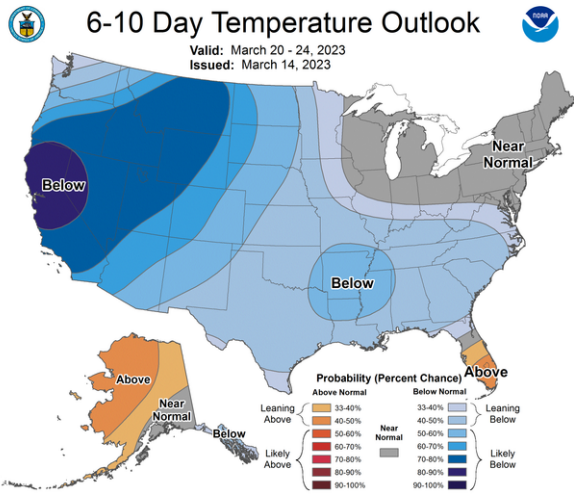 6-10 Day Temperature Outlook
Valid: March 20 - 24, 2023
Issued: March 14, 2023
NOAA
Near
Normal
Below
Below
Above
Above
Near
Normal
Below
Probability (Percent Chance)
Above Normal
Below Normal
Leaning
Above
33-40%
40-50%
Likely
Above
50-60%
60-70%
70-80%
80-90%
90-100%
Near
Normal
33-40%
40-50%
Leaning
Below
50-60%
60-70%
70-80%
80-90%
90-100%
Likely
Below